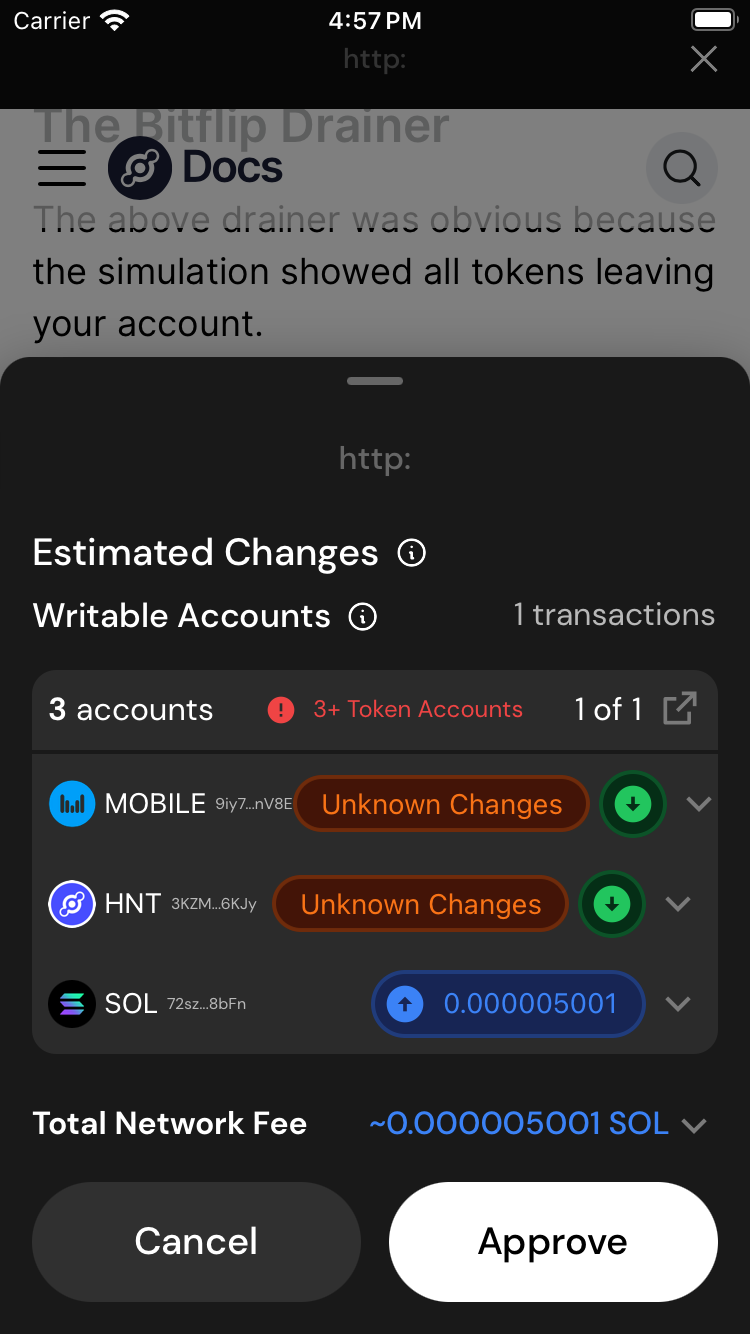 Carrier 4:57 PM
http:
The Bitflip Drainer
Docs
The above drainer was obvious because
the simulation showed all tokens leaving
your account.
http:
Estimated Changes
Writable Accounts 1 transactions
3 accounts 3+ Token Accounts 1 of 1
MOBILE 9iy7...nV8E Unknown Changes
HNT 3KZM...6KJy Unknown Changes
SOL 72sz...8bFn 0.000005001
Total Network Fee ~0.000005001 SOL
Cancel Approve